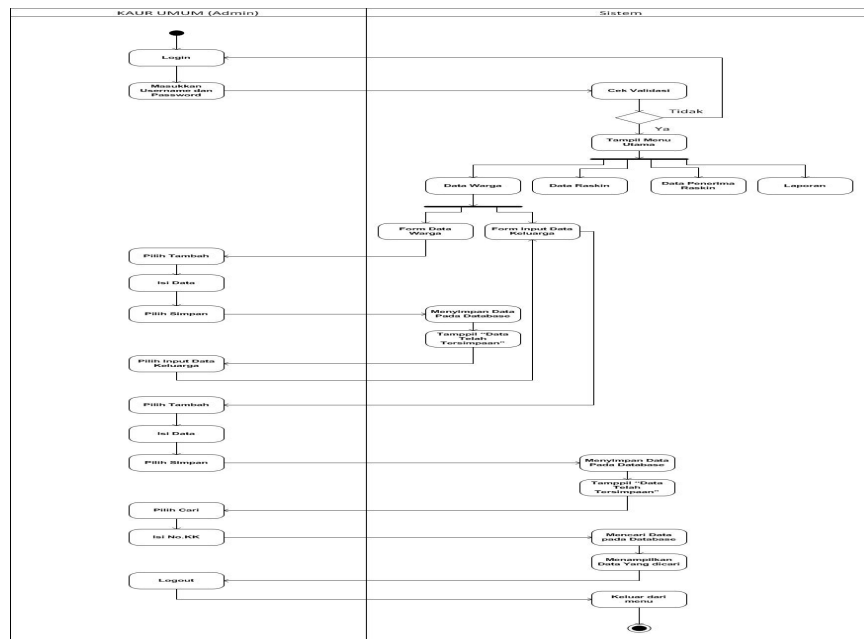 KAUR UMUM (Admin)
Sistem
Login
Masukkan
Username dan
Password
Cek Validasi
Tidak
Ya
Tampil Menu
Utama
Data Warga
Data Raskin
Data Penerima
Raskin
Laporan
Form Data
Warga
Form Input Data
Keluarga
Pilih Tambah
Isi Data
Pilih Simpan
Menyimpan Data
Pada Database
Tamppil "Data
Telah
Tersimpaan"
Pilih Input Data
Keluarga
Pilih Tambah
Isi Data
Pilih Simpan
Menyimpan Data
Pada Database
Tamppil "Data
Telah
Tersimpaan"
Pilih Cari
Isi No.KK
Mencari Data
pada Database
Menampilkan
Data Yang dicari
Logout
Keluar dari
menu